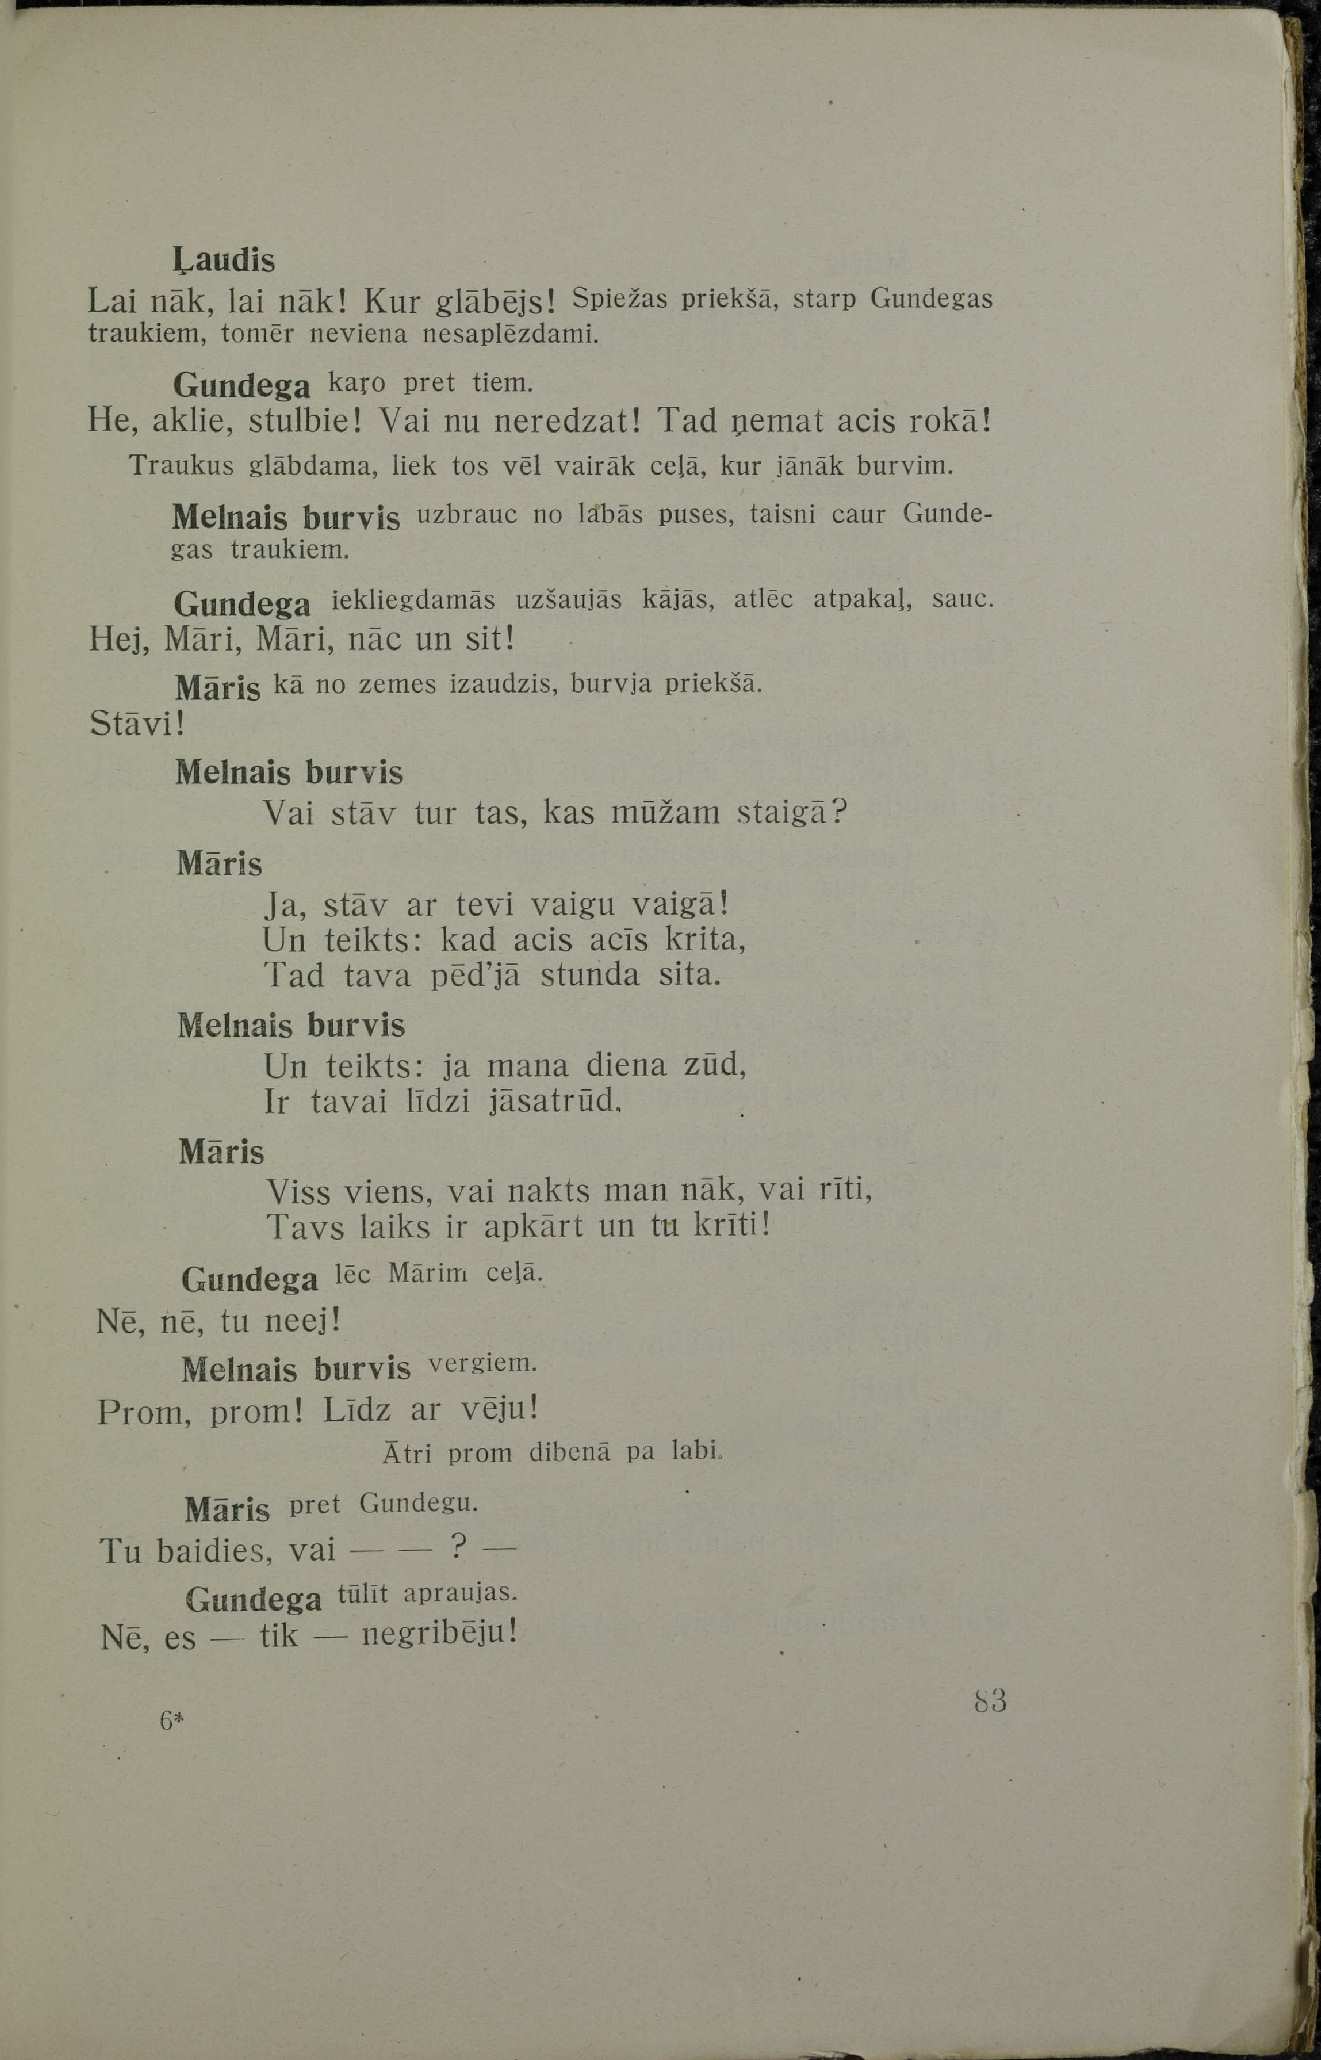 Ļaudis
Lai nāk, lai nāk! Kur glābējs! Spiežas priekšā, starp Gundegas
traukiem, tomēr neviena nesaplēzdami.
Gundega kaŗo pret tiem.
He, aklie, stulbie! Vai nu neredzat! Tad ņemat acis rokā!
Traukus glābdama, liek tos vēl vairāk ceļā, kur jānāk burvim.
Melnais burvis uzbrauc no labās puses, taisni caur Gunde-
gas traukiem.
Gundega iekliegdamās uzšaujās kājās, atlēc atpakaļ, sauc.
Hej, Māri, Māri, nāc un sit!
Māris kā no zemes izaudzis, burvja priekšā.
Stāvi!
Melnais burvis
Vai stāv tur tas, kas mūžam staigā?
Māris
Ja, stāv ar tevi vaigu vaigā!
Un teikts: kad acis acīs krita,
Tad tava pēd’jā stunda sita.
Melnais burvis
Un teikts: ja mana diena zūd,
Ir tavai līdzi jāsatrūd.
Māris
Viss viens, vai nakts man nāk, vai rīti,
Tavs laiks ir apkārt un tu krīti!
Gundega lēc Mārim ceļā.
Nē, nē, tu neej!
Melnais burvis vergiem.
Prom, prom! Līdz ar vēju!
Ātri prom dibenā pa labi.
Māris pret Gundegu.
Tu baidies, vai — — ? —
Gundega tūlīt apraujas.
Nē, es — tik — negribēju!
83
6*